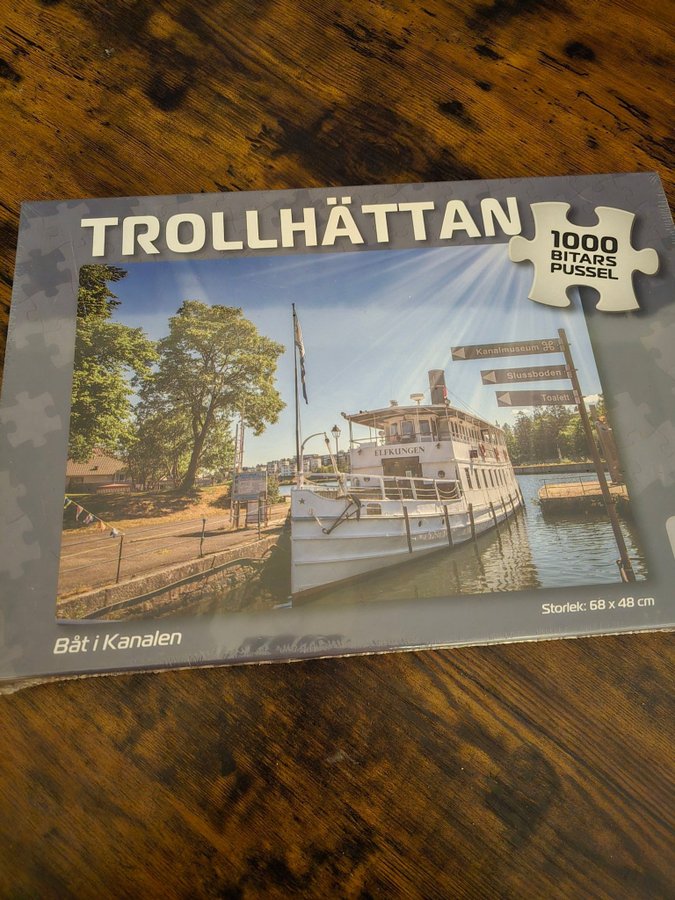 TROLLHÄTTAN
1000
BITARS
PUSSEL
Kanalmuseum ⌘
Slussboden
Toalett
ELFKUNGEN
Båt i Kanalen
Storlek: 68 x 48 cm